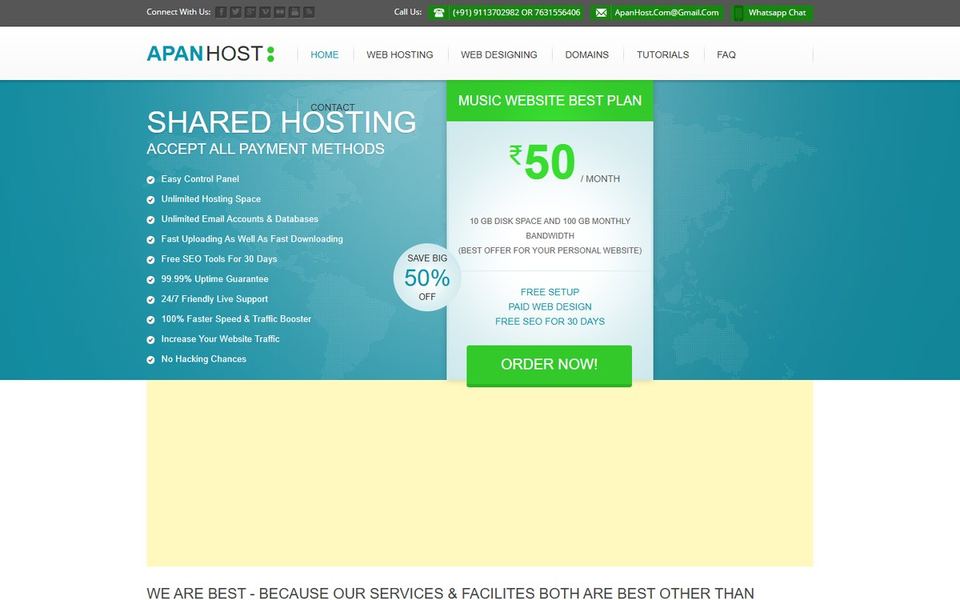 Connect With Us:
Call Us:
(+91) 9113702982 OR 7631556406
ApanHost.Com@Gmail.Com
Whatsapp Chat
APANHOST:
HOME
WEB HOSTING
WEB DESIGNING
DOMAINS
TUTORIALS
FAQ
CONTACT
SHARED HOSTING
ACCEPT ALL PAYMENT METHODS
Easy Control Panel
Unlimited Hosting Space
Unlimited Email Accounts & Databases
Fast Uploading As Well As Fast Downloading
Free SEO Tools For 30 Days
99.99% Uptime Guarantee
24/7 Friendly Live Support
100% Faster Speed & Traffic Booster
Increase Your Website Traffic
No Hacking Chances
SAVE BIG
50%
OFF
MUSIC WEBSITE BEST PLAN
₹50 / MONTH
10 GB DISK SPACE AND 100 GB MONTHLY
BANDWIDTH
(BEST OFFER FOR YOUR PERSONAL WEBSITE)
FREE SETUP
PAID WEB DESIGN
FREE SEO FOR 30 DAYS
ORDER NOW!
WE ARE BEST - BECAUSE OUR SERVICES & FACILITES BOTH ARE BEST OTHER THAN